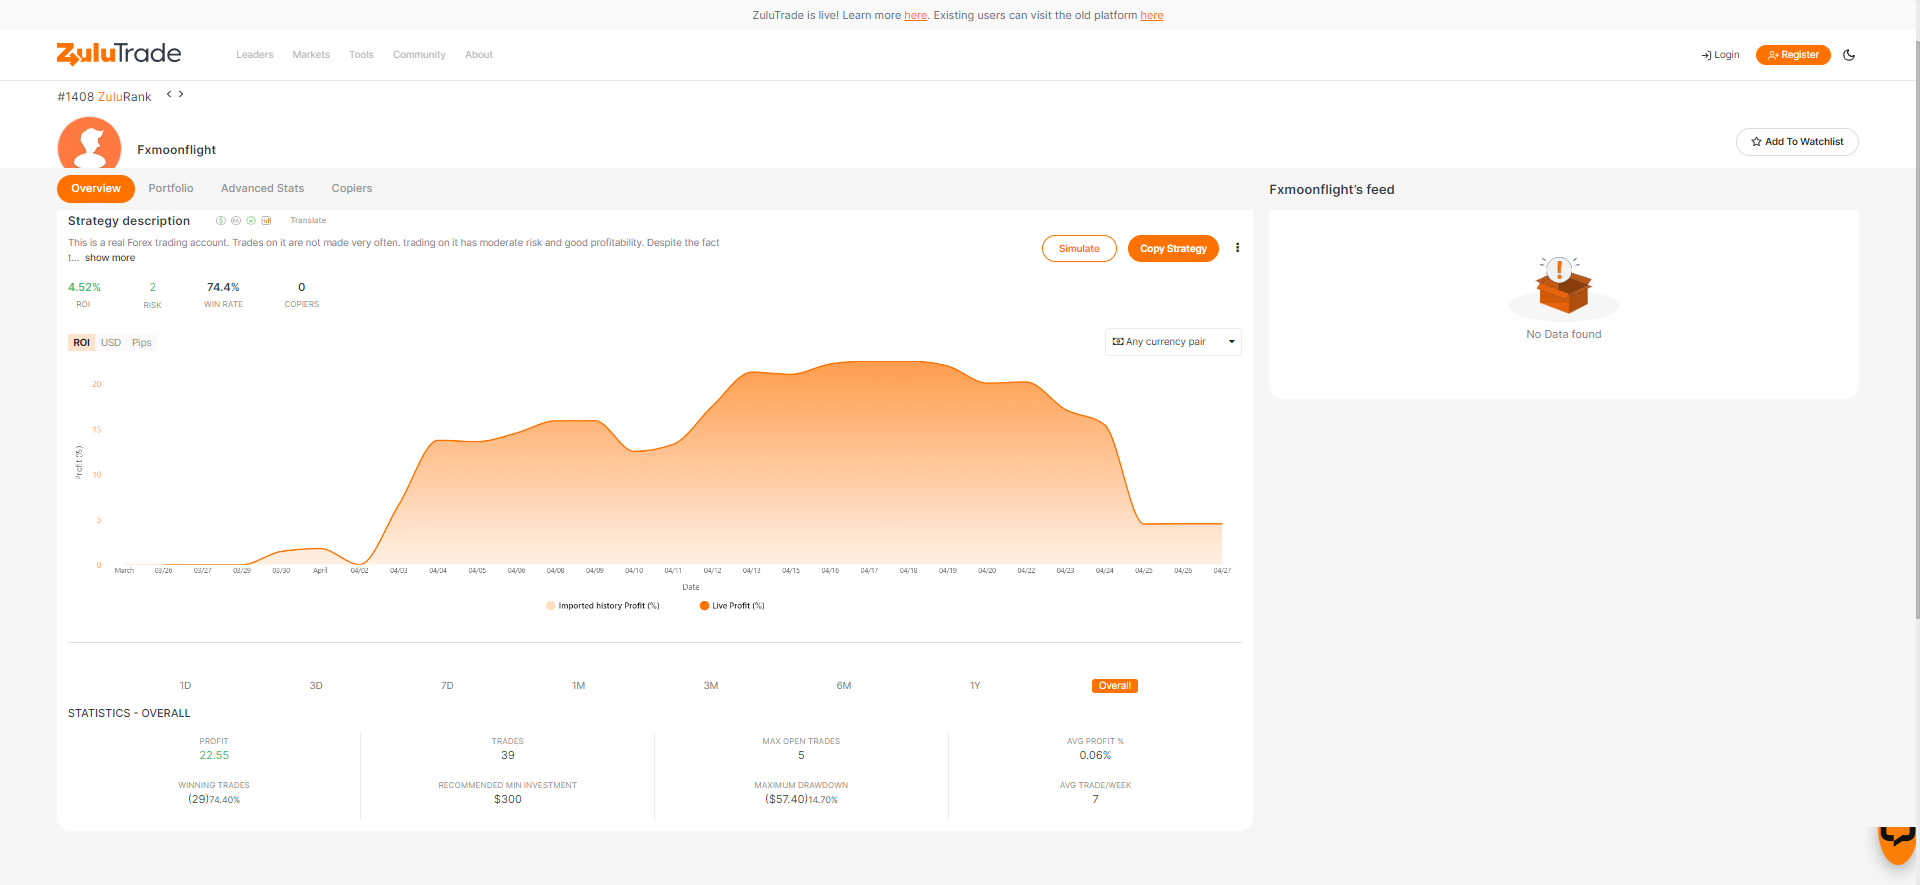 ZuluTrade is live! Learn more here. Existing users can visit the old platform here
ZuluTrade
Leaders Markets Tools Community About
Login Register
#1408 ZuluRank < >
Fxmoonflight
Add To Watchlist
Overview Portfolio Advanced Stats Copiers
Fxmoonflight's feed
Strategy description Translate
This is a real Forex trading account. Trades on it are not made very often. trading on it has moderate risk and good profitability. Despite the fact
t... show more
Simulate Copy Strategy
4.52% 2 74.4% 0
ROI RISK WIN RATE COPIERS
No Data found
ROI USD Pips
Any currency pair
20
15
10
5
0
Profit (%)
March 03/26 03/27 03/29 03/30 April 04/02 04/03 04/04 04/05 04/06 04/08 04/09 04/10 04/11 04/12 04/13 04/15 04/16 04/17 04/18 04/19 04/20 04/22 04/23 04/24 04/25 04/26 04/27
Date
Imported history Profit (%) Live Profit (%)
1D 3D 7D 1M 3M 6M 1Y Overall
STATISTICS - OVERALL
PROFIT TRADES MAX OPEN TRADES AVG PROFIT %
22.55 39 5 0.06%
WINNING TRADES RECOMMENDED MIN INVESTMENT MAXIMUM DRAWDOWN AVG TRADE/WEEK
(29)74.40% $300 ($57.40)14.70% 7